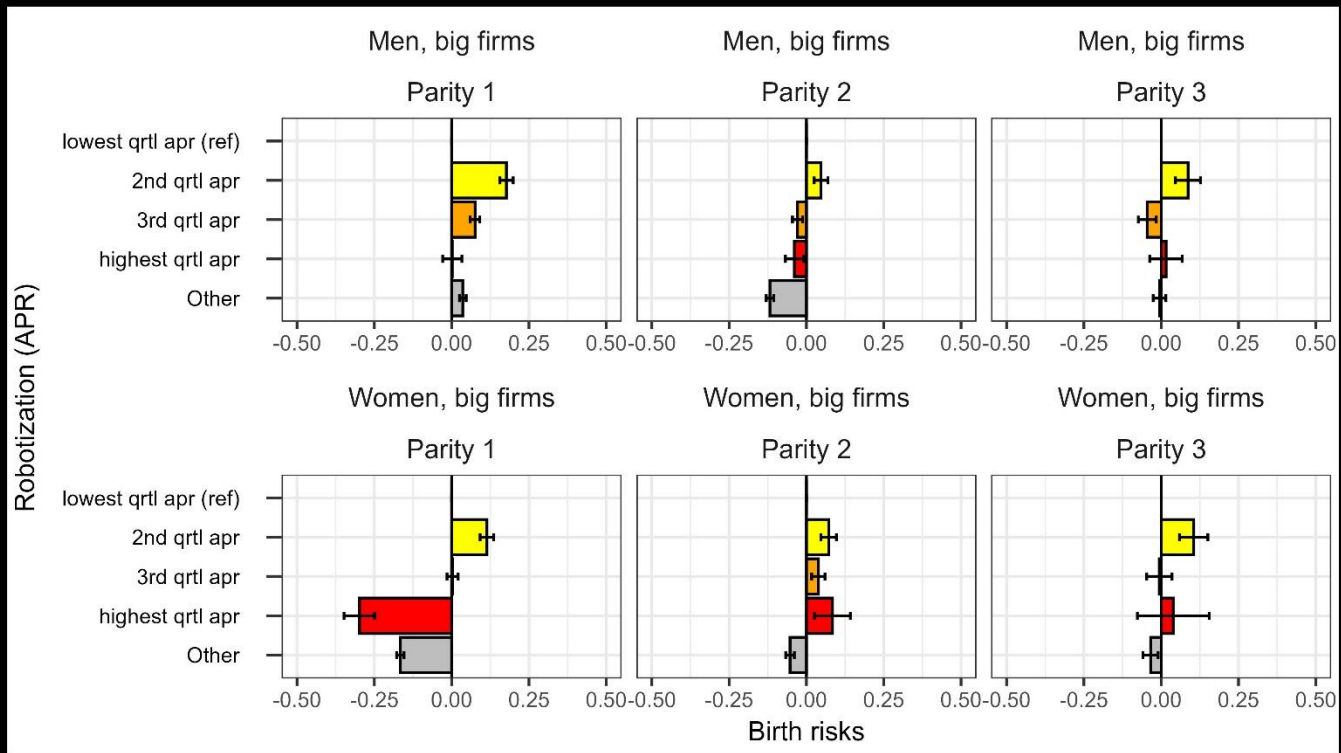 Men, big firms Men, big firms Men, big firms
Parity 1 Parity 2 Parity 3
lowest qrtl apr (ref)
2nd qrtl apr
3rd qrtl apr
highest qrtl apr
Other
-0.50 -0.25 0.00 0.25 0.50 -0.50 -0.25 0.00 0.25 0.50 -0.50 -0.25 0.00 0.25 0.50
Robotization (APR)
Women, big firms Women, big firms Women, big firms
Parity 1 Parity 2 Parity 3
lowest qrtl apr (ref)
2nd qrtl apr
3rd qrtl apr
highest qrtl apr
Other
-0.50 -0.25 0.00 0.25 0.50 -0.50 -0.25 0.00 0.25 0.50 -0.50 -0.25 0.00 0.25 0.50
Birth risks